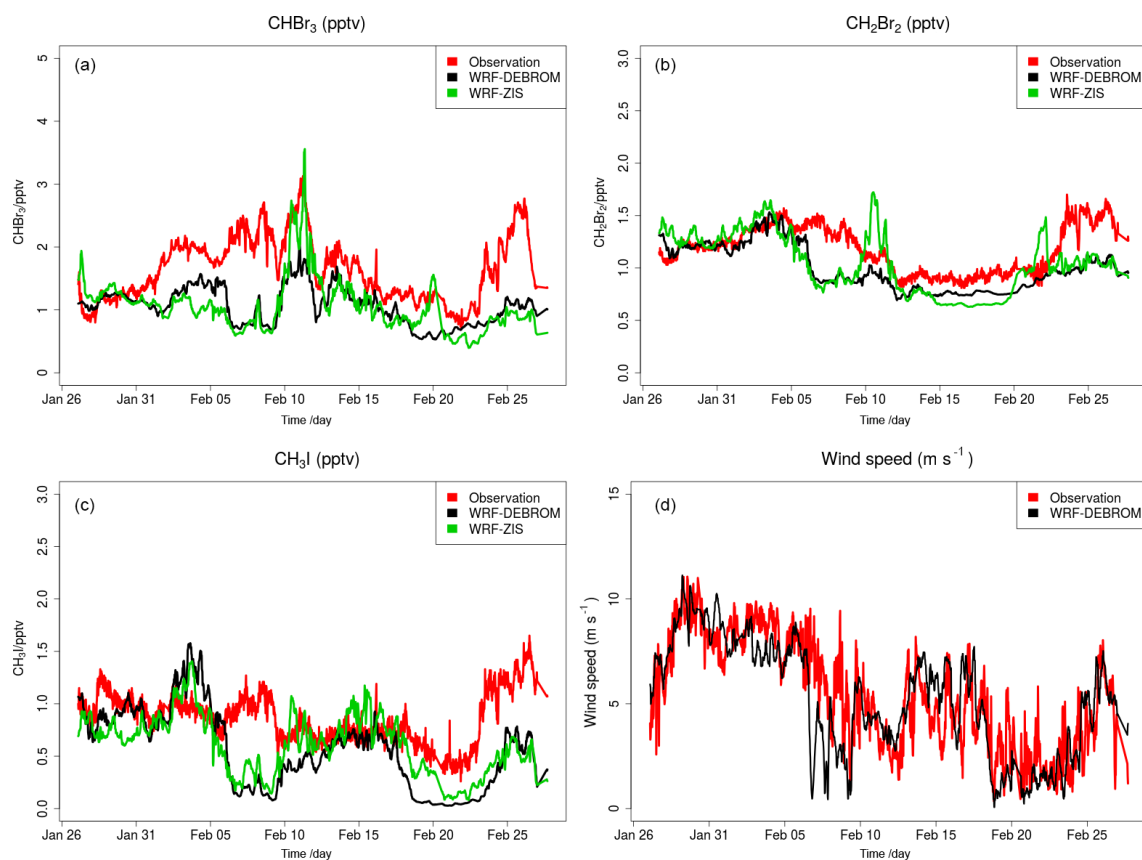 CHBr₃ (pptv)
(a)
Observation
WRF-DEBROM
WRF-ZIS
5
4
3
2
1
0
CHBr₃/pptv
Jan 26 Jan 31 Feb 05 Feb 10 Feb 15 Feb 20 Feb 25
Time /day
CH₂Br₂ (pptv)
(b)
Observation
WRF-DEBROM
WRF-ZIS
3.0
2.5
2.0
1.5
1.0
0.5
0.0
CH₂Br₂/pptv
Jan 26 Jan 31 Feb 05 Feb 10 Feb 15 Feb 20 Feb 25
Time /day
CH₃I (pptv)
(c)
Observation
WRF-DEBROM
WRF-ZIS
3.0
2.5
2.0
1.5
1.0
0.5
0.0
CH₃I/pptv
Jan 26 Jan 31 Feb 05 Feb 10 Feb 15 Feb 20 Feb 25
Time /day
Wind speed (m s⁻¹)
(d)
Observation
WRF-DEBROM
15
10
5
0
Wind speed (m s⁻¹)
Jan 26 Jan 31 Feb 05 Feb 10 Feb 15 Feb 20 Feb 25
Time /day